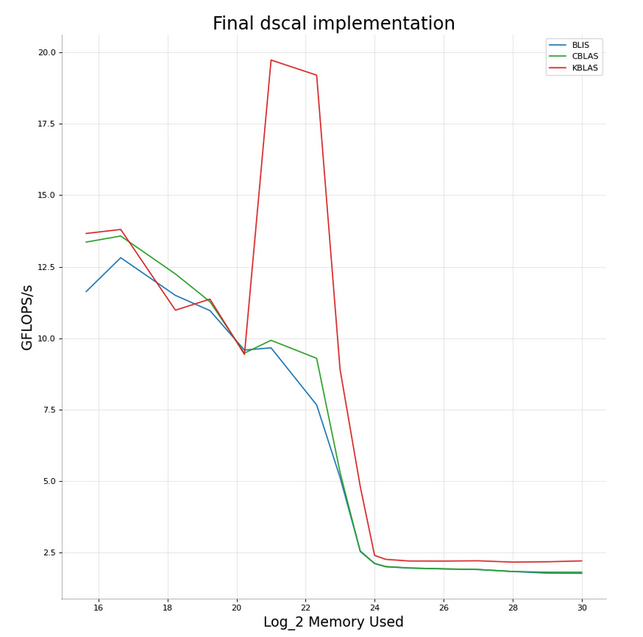 Final dscal implementation
BLIS
CBLAS
KBLAS
20.0
17.5
15.0
12.5
10.0
7.5
5.0
2.5
GFLOPS/s
16 18 20 22 24 26 28 30
Log_2 Memory Used